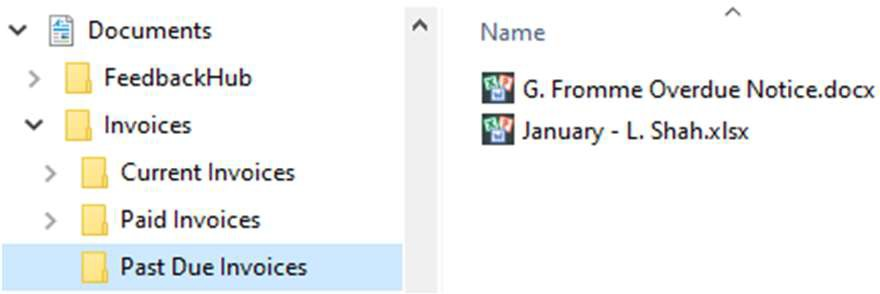 Documents
FeedbackHub
Invoices
Current Invoices
Paid Invoices
Past Due Invoices
Name
G. Fromme Overdue Notice.docx
January - L. Shah.xlsx